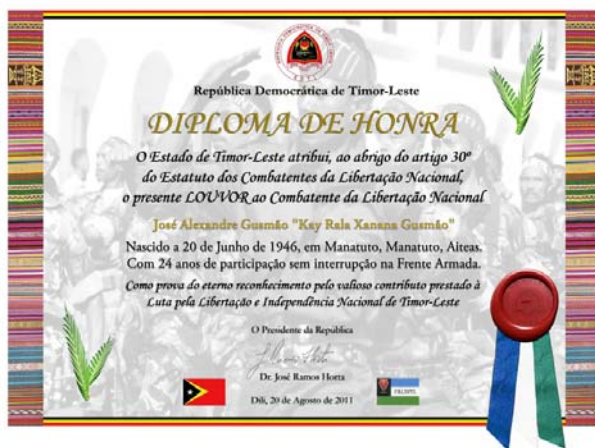 República Democrática de Timor-Leste
DIPLOMA DE HONRA
O Estado de Timor-Leste atribui, ao abrigo do artigo 30º
do Estatuto dos Combatentes da Libertação Nacional,
o presente LOUVOR ao Combatente da Libertação Nacional
José Alexandre Gusmão "Kay Rala Xanana Gusmão"
Nascido a 20 de Junho de 1946, em Manatuto, Manatuto, Aiteas.
Com 24 anos de participação sem interrupção na Frente Armada.
Como prova do eterno reconhecimento pelo valioso contributo prestado à
Luta pela Libertação e Independência Nacional de Timor-Leste
O Presidente da República
Dr. José Ramos Horta
FALINTIL
Dili, 20 de Agosto de 2011